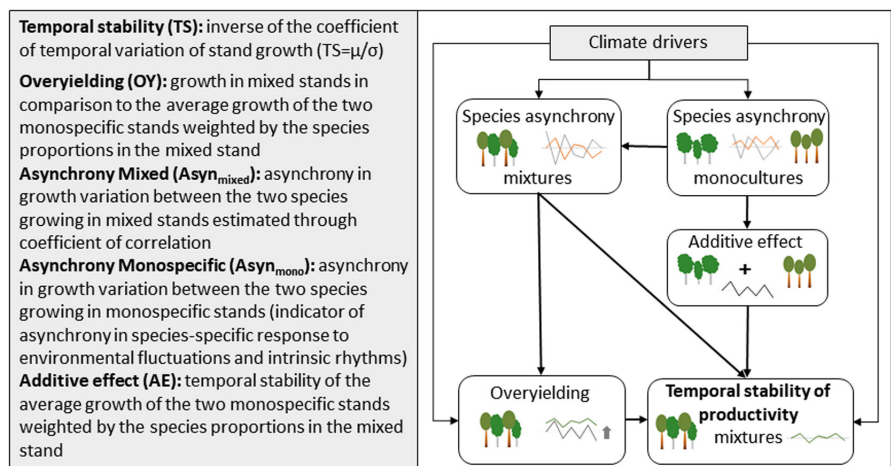 Temporal stability (TS): inverse of the coefficient
of temporal variation of stand growth (TS=μ/σ)
Overyielding (OY): growth in mixed stands in
comparison to the average growth of the two
monospecific stands weighted by the species
proportions in the mixed stand
Asynchrony Mixed (Asynmixed): asynchrony in
growth variation between the two species
growing in mixed stands estimated through
coefficient of correlation
Asynchrony Monospecific (Asynmono): asynchrony
in growth variation between the two species
growing in monospecific stands (indicator of
asynchrony in species-specific response to
environmental fluctuations and intrinsic rhythms)
Additive effect (AE): temporal stability of the
average growth of the two monospecific stands
weighted by the species proportions in the mixed
stand
Climate drivers
Species asynchrony
mixtures
Species asynchrony
monocultures
Additive effect
+
Overyielding
Temporal stability of
productivity
mixtures